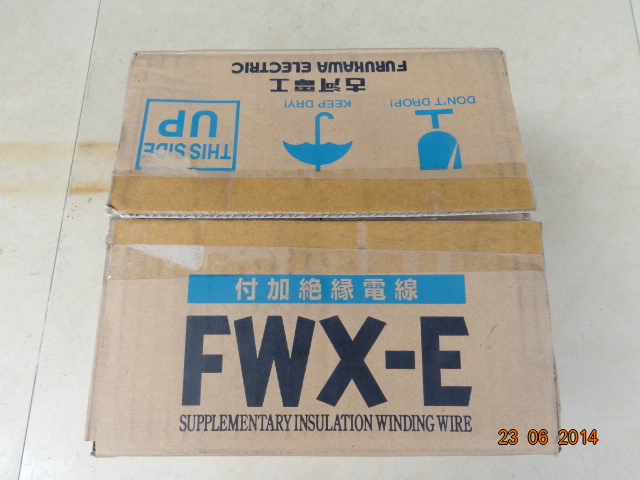 古河電工
FURUKAWA ELECTRIC
THIS SIDE
UP
KEEP DRY!
DON'T DROP!
付加絶縁電線
FWX-E
SUPPLEMENTARY INSULATION WINDING WIRE
23 06 2014